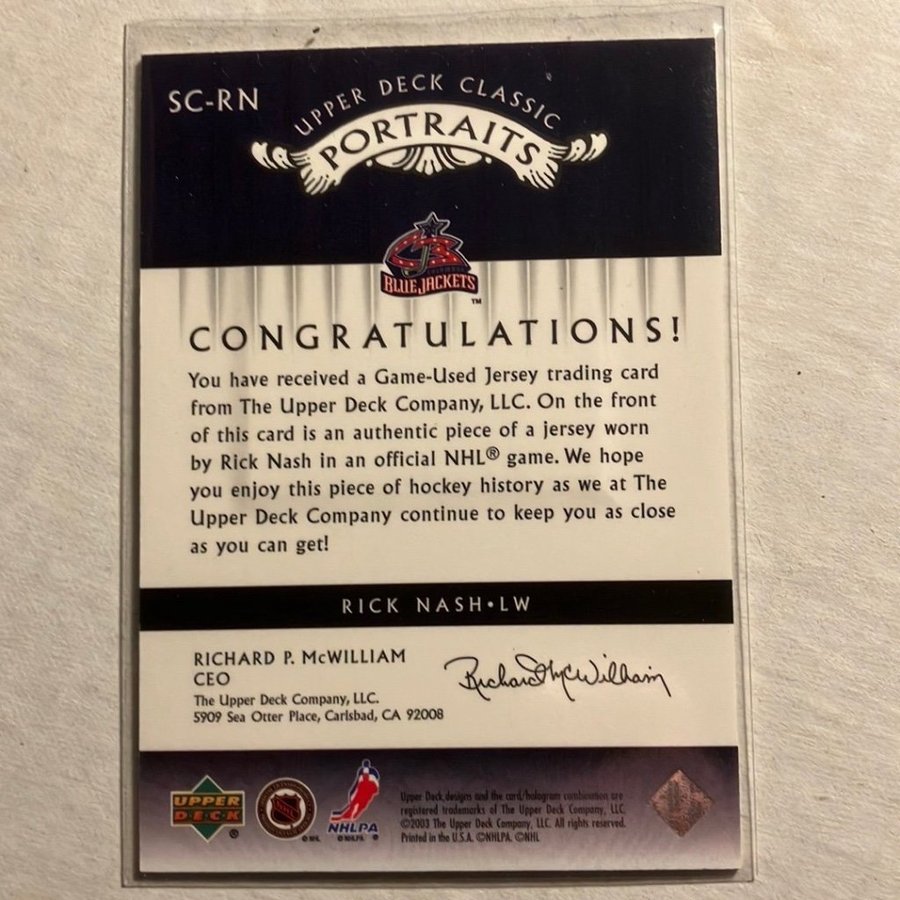 SC-RN
UPPER DECK CLASSIC
PORTRAITS
BLUE JACKETS
TM
CONGRATULATIONS!
You have received a Game-Used Jersey trading card
from The Upper Deck Company, LLC. On the front
of this card is an authentic piece of a jersey worn
by Rick Nash in an official NHL® game. We hope
you enjoy this piece of hockey history as we at The
Upper Deck Company continue to keep you as close
as you can get!
RICK NASH•LW
RICHARD P. McWILLIAM
CEO
The Upper Deck Company, LLC.
5909 Sea Otter Place, Carlsbad, CA 92008
Richard P. McWilliam
UPPER
DECK
®
NHL
©NHL
NHLPA
©NHLPA
Upper Deck, designs and the card/hologram combination are
registered trademarks of The Upper Deck Company, LLC.
©2003 The Upper Deck Company, LLC. All rights reserved.
Printed in the U.S.A. ©NHLPA. ©NHL